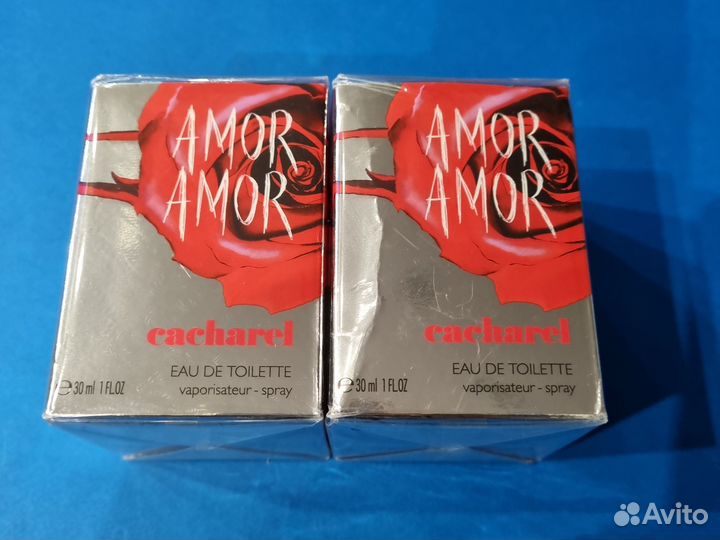 AMOR
AMOR
cacharel
EAU DE TOILETTE
℮ 30 ml 1 FL.OZ vaporisateur - spray
AMOR
AMOR
cacharel
EAU DE TOILETTE
℮ 30 ml 1 FL.OZ vaporisateur - spray
Avito